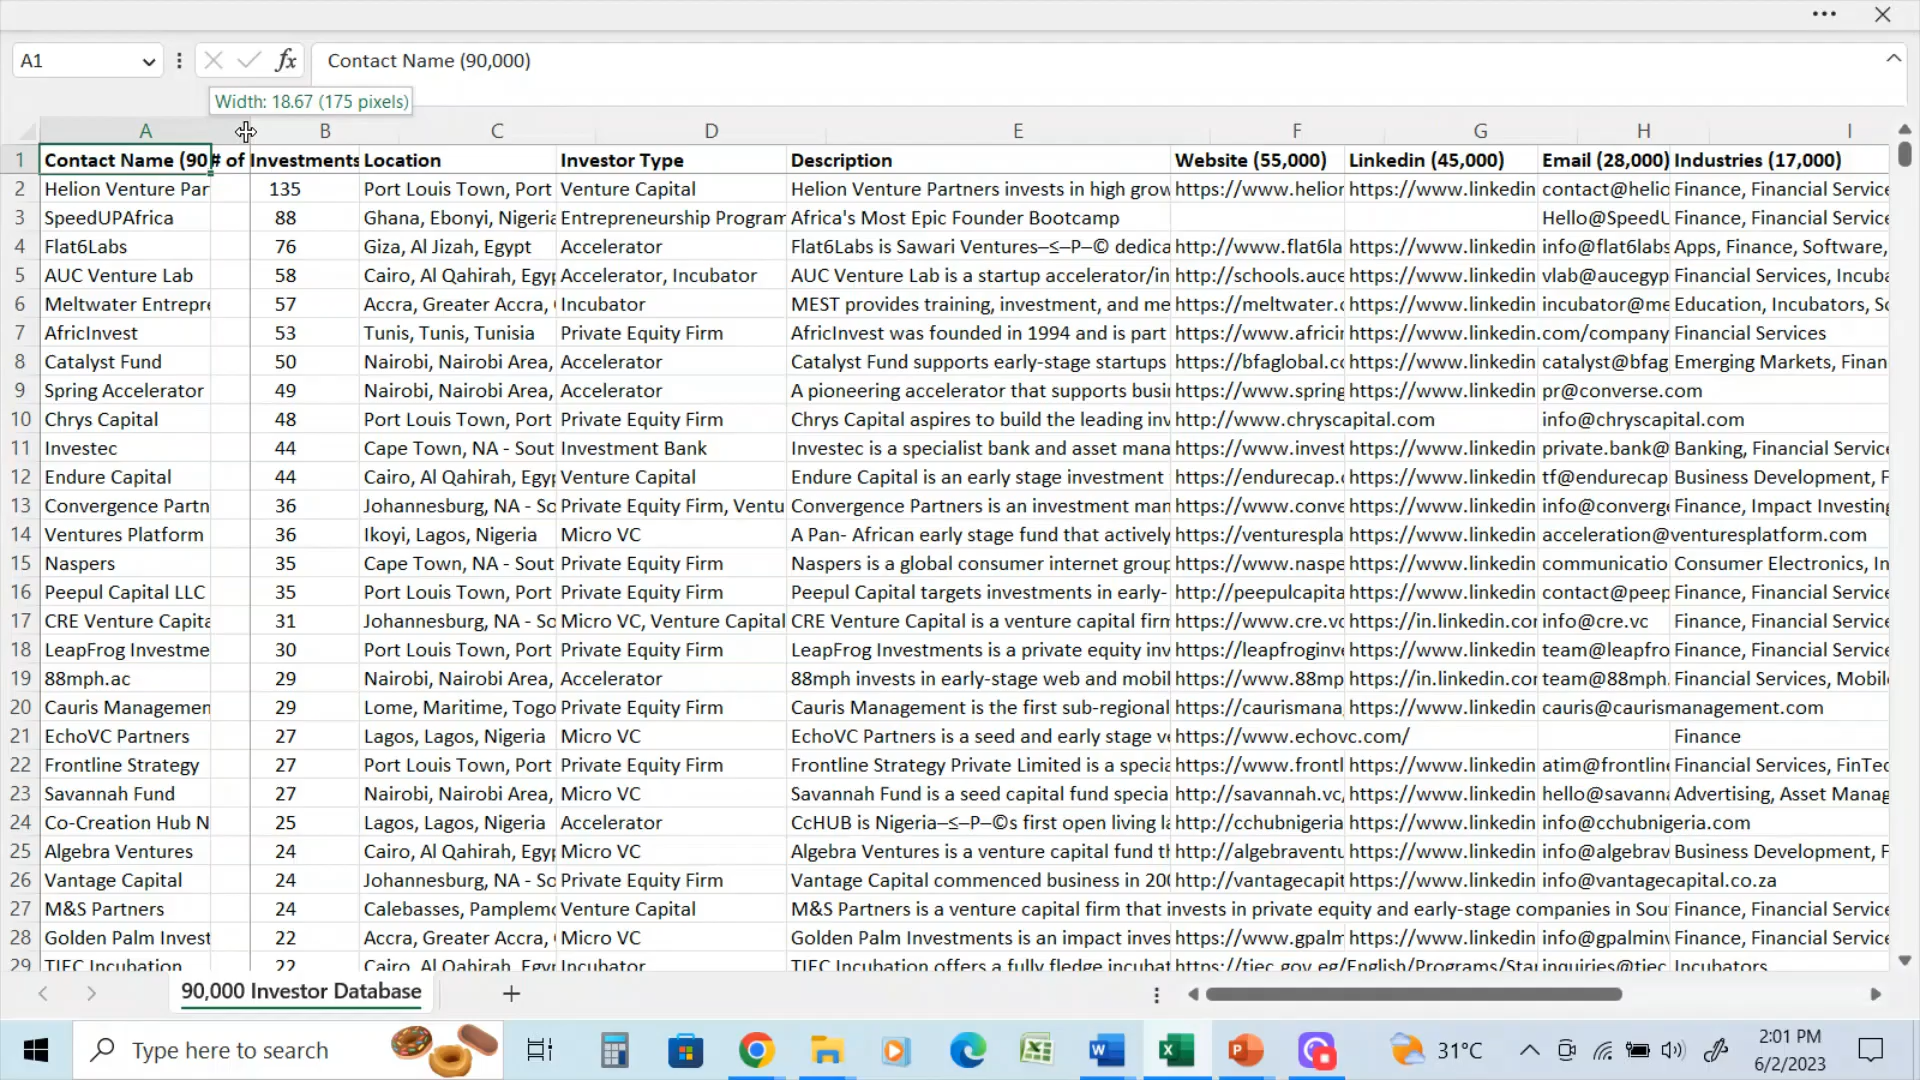 A1
Contact Name (90,000)
Width: 18.67 (175 pixels)
A B C D E F G H I
1 Contact Name (90 # of Investments Location Investor Type Description Website (55,000) Linkedin (45,000) Email (28,000) Industries (17,000)
2 Helion Venture Par 135 Port Louis Town, Port Venture Capital Helion Venture Partners invests in high grow https://www.helion https://www.linkedin contact@helio Finance, Financial Service
3 SpeedUPAfrica 88 Ghana, Ebonyi, Nigeria Entrepreneurship Program Africa's Most Epic Founder Bootcamp Hello@SpeedU Finance, Financial Service
4 Flat6Labs 76 Giza, Al Jizah, Egypt Accelerator Flat6Labs is Sawari Ventures–≤–P–© dedica http://www.flat6la https://www.linkedin info@flat6labs Apps, Finance, Software,
5 AUC Venture Lab 58 Cairo, Al Qahirah, Egyp Accelerator, Incubator AUC Venture Lab is a startup accelerator/in http://schools.auce https://www.linkedin vlab@aucegyp Financial Services, Incuba
6 Meltwater Entrepre 57 Accra, Greater Accra, Incubator MEST provides training, investment, and me https://meltwater.c https://www.linkedin incubator@me Education, Incubators, So
7 AfricInvest 53 Tunis, Tunis, Tunisia Private Equity Firm AfricInvest was founded in 1994 and is part https://www.africin https://www.linkedin.com/company Financial Services
8 Catalyst Fund 50 Nairobi, Nairobi Area, Accelerator Catalyst Fund supports early-stage startups https://bfaglobal.co https://www.linkedin catalyst@bfag Emerging Markets, Finan
9 Spring Accelerator 49 Nairobi, Nairobi Area, Accelerator A pioneering accelerator that supports busi https://www.spring https://www.linkedin pr@converse.com
10 Chrys Capital 48 Port Louis Town, Port Private Equity Firm Chrys Capital aspires to build the leading inv http://www.chryscapital.com info@chryscapital.com
11 Investec 44 Cape Town, NA - Sout Investment Bank Investec is a specialist bank and asset mana https://www.invest https://www.linkedin private.bank@ Banking, Financial Service
12 Endure Capital 44 Cairo, Al Qahirah, Egyp Venture Capital Endure Capital is an early stage investment https://endurecap.c https://www.linkedin tf@endurecap Business Development, F
13 Convergence Partn 36 Johannesburg, NA - So Private Equity Firm, Ventu Convergence Partners is an investment man https://www.conve https://www.linkedin info@converge Finance, Impact Investing
14 Ventures Platform 36 Ikoyi, Lagos, Nigeria Micro VC A Pan- African early stage fund that actively https://venturespla https://www.linkedin acceleration@venturesplatform.com
15 Naspers 35 Cape Town, NA - Sout Private Equity Firm Naspers is a global consumer internet group https://www.naspe https://www.linkedin communicatio Consumer Electronics, In
16 Peepul Capital LLC 35 Port Louis Town, Port Private Equity Firm Peepul Capital targets investments in early- http://peepulcapita https://www.linkedin contact@peep Finance, Financial Service
17 CRE Venture Capita 31 Johannesburg, NA - So Micro VC, Venture Capital CRE Venture Capital is a venture capital firm https://www.cre.vc https://in.linkedin.cor info@cre.vc Finance, Financial Service
18 LeapFrog Investme 30 Port Louis Town, Port Private Equity Firm LeapFrog Investments is a private equity inv https://leapfroginve https://www.linkedin team@leapfro Finance, Financial Service
19 88mph.ac 29 Nairobi, Nairobi Area, Accelerator 88mph invests in early-stage web and mobil https://www.88mp https://in.linkedin.cor team@88mph. Financial Services, Mobile
20 Cauris Managemen 29 Lome, Maritime, Togo Private Equity Firm Cauris Management is the first sub-regional https://caurismana https://www.linkedin cauris@caurismanagement.com
21 EchoVC Partners 27 Lagos, Lagos, Nigeria Micro VC EchoVC Partners is a seed and early stage ve https://www.echovc.com/ Finance
22 Frontline Strategy 27 Port Louis Town, Port Private Equity Firm Frontline Strategy Private Limited is a specia https://www.frontl https://www.linkedin atim@frontline Financial Services, FinTec
23 Savannah Fund 27 Nairobi, Nairobi Area, Micro VC Savannah Fund is a seed capital fund specia http://savannah.vc, https://www.linkedin hello@savanna Advertising, Asset Manag
24 Co-Creation Hub N 25 Lagos, Lagos, Nigeria Accelerator CcHUB is Nigeria–≤–P–©s first open living la http://cchubnigeria https://www.linkedin info@cchubnigeria.com
25 Algebra Ventures 24 Cairo, Al Qahirah, Egyp Micro VC Algebra Ventures is a venture capital fund th http://algebraventu https://www.linkedin info@algebrav Business Development, F
26 Vantage Capital 24 Johannesburg, NA - So Private Equity Firm Vantage Capital commenced business in 200 http://vantagecapit https://www.linkedin info@vantagecapital.co.za
27 M&S Partners 24 Calebasses, Pamplemo Venture Capital M&S Partners is a venture capital firm that invests in private equity and early-stage companies in Sou Finance, Financial Service
28 Golden Palm Invest 22 Accra, Greater Accra, Micro VC Golden Palm Investments is an impact inves https://www.gpalm https://www.linkedin info@gpalminv Finance, Financial Service
29 TIEC Incubation 22 Cairo, Al Qahirah, Egyp Incubator TIEC Incubation offers a fully fledge incubat https://tiec.gov.eg/English/Programs/Star inquiries@tiec Incubators
90,000 Investor Database
Type here to search
31°C
2:01 PM
6/2/2023